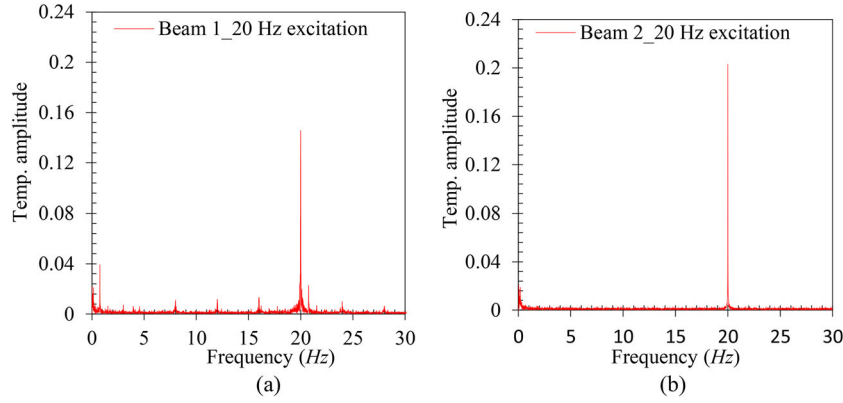 0.24
Beam 1_20 Hz excitation
0.2
0.16
0.12
0.08
0.04
0
Temp. amplitude
0 5 10 15 20 25 30
Frequency (Hz)
(a)
0.24
Beam 2_20 Hz excitation
0.2
0.16
0.12
0.08
0.04
0
Temp. amplitude
0 5 10 15 20 25 30
Frequency (Hz)
(b)